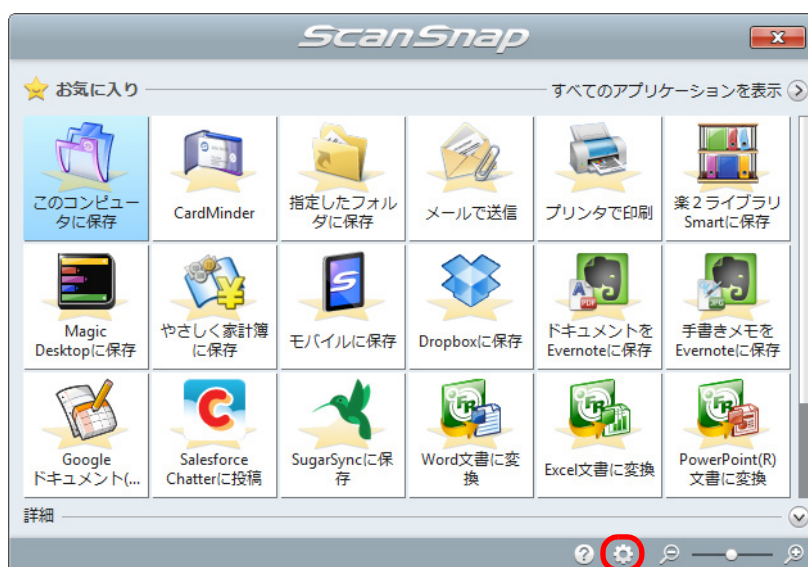 ScanSnap
お気に入り
すべてのアプリケーションを表示
このコンピュー
タに保存
CardMinder
指定したフォル
ダに保存
メールで送信
プリンタで印刷
楽２ライブラリ
Smartに保存
Magic
Desktopに保存
やさしく家計簿
に保存
モバイルに保存
Dropboxに保存
ドキュメントを
Evernoteに保存
手書きメモを
Evernoteに保存
Google
ドキュメント(...
Salesforce
Chatterに投稿
SugarSyncに保
存
Word文書に変
換
Excel文書に変換
PowerPoint(R)
文書に変換
詳細